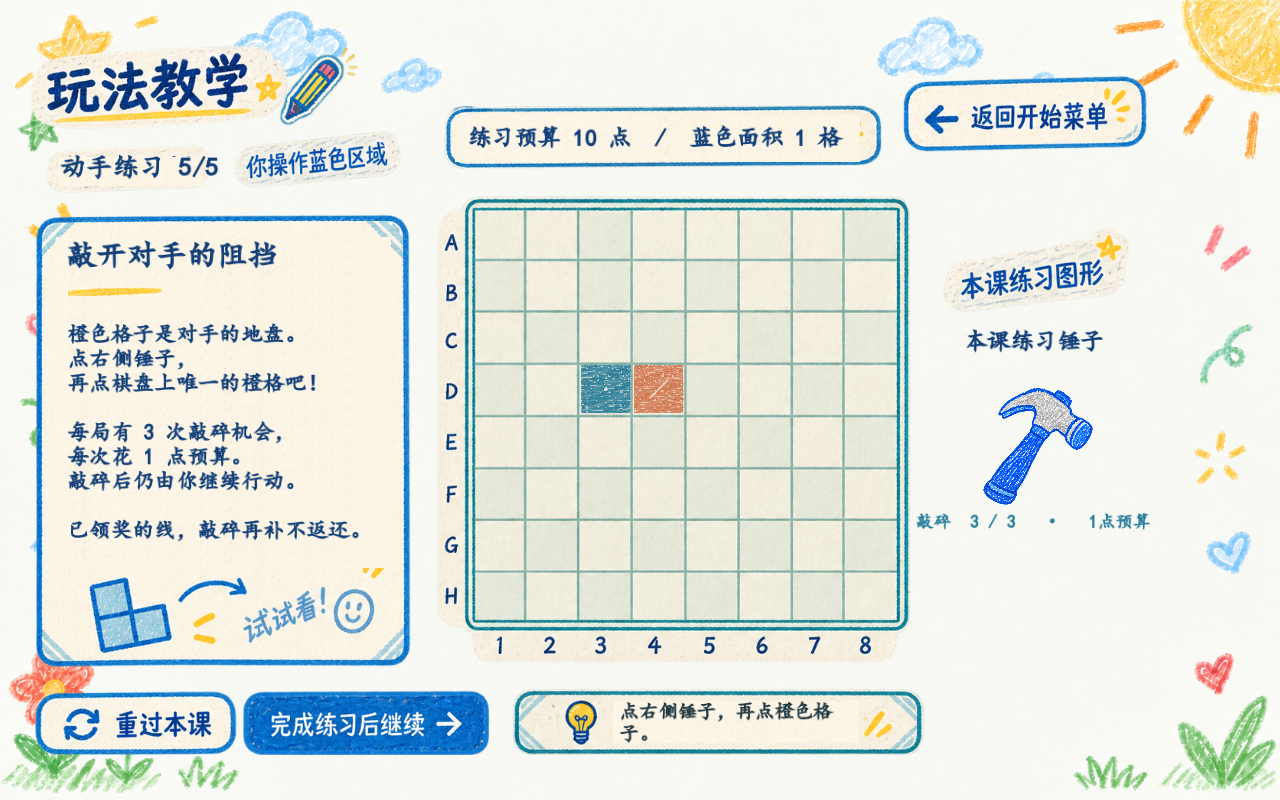 玩法教学
返回开始菜单
练习预算 10 点 / 蓝色面积 1 格
动手练习 5/5
你操作蓝色区域
敲开对手的阻挡
橙色格子是对手的地盘。
点右侧锤子，
再点棋盘上唯一的橙格吧！
每局有 3 次敲碎机会，
每次花 1 点预算。
敲碎后仍由你继续行动。
已领奖的线，敲碎再补不返还。
试试看!
A
B
C
D
E
F
G
H
1 2 3 4 5 6 7 8
本课练习图形
本课练习锤子
敲碎 3 / 3 • 1点预算
重过本课
完成练习后继续
点右侧锤子，再点橙色格
子。